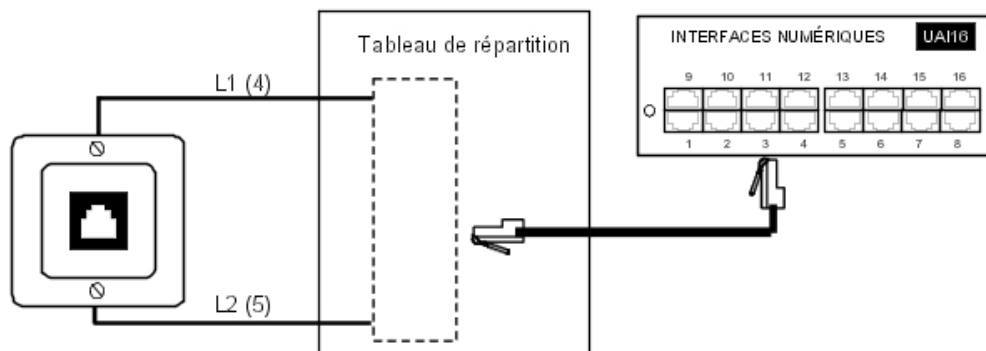 Tableau de répartition
INTERFACES NUMÉRIQUES UAI16
L1 (4)
9 10 11 12 13 14 15 16
1 2 3 4 5 6 7 8
L2 (5)